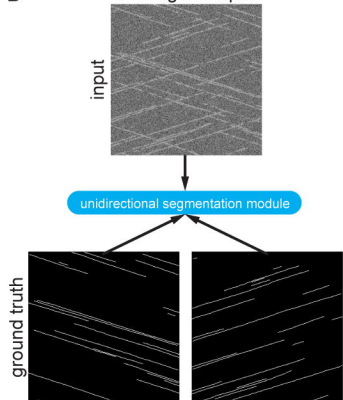 input
unidirectional segmentation module
ground truth